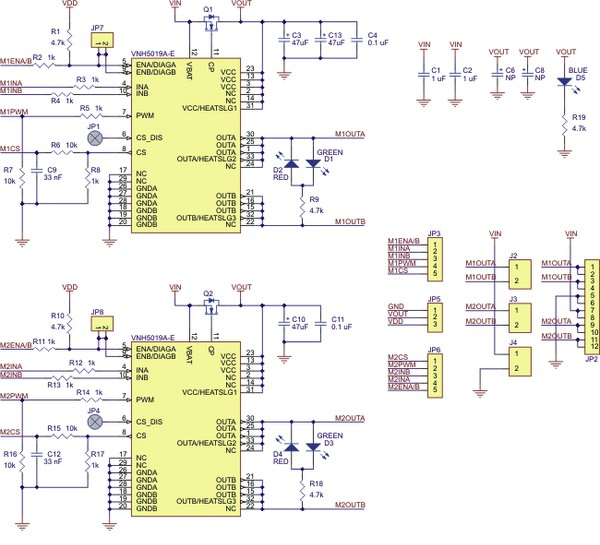 VDD
VIN
Q1
VOUT
R1
4.7k
JP7
2 1
VNH5019A-E
C3
47uF
C13
47uF
C4
0.1 uF
M1ENA/B
R2 1k
ENA/DIAGA
ENB/DIAGB
VBAT
CP
12
11
VCC 23
VCC 13
VCC 3
NC 2
NC 14
VCC/HEATSLG1 31
M1INA
R3 1k
4 INA
M1INB
R4 1k
10 INB
M1PWM
R5 1k
7 PWM
JP1
6 CS_DIS
M1CS
R6 10k
8 CS
R7
10k
C9
33 nF
R8
1k
OUTA 30
OUTA 25
OUTA 1
OUTA/HEATSLG2 33
NC 24
M1OUTA
GREEN
D1
D2
RED
R9
4.7k
17 NC
29 NC
26 GNDA
27 GNDA
28 GNDA
18 GNDB
19 GNDB
20 GNDB
OUTB 21
OUTB 16
OUTB 15
OUTB/HEATSLG3 32
NC 22
M1OUTB
VDD
VIN
Q2
VOUT
R10
4.7k
JP8
2 1
VNH5019A-E
C10
47uF
C11
0.1 uF
M2ENA/B
R11 1k
ENA/DIAGA
ENB/DIAGB
VBAT
CP
12
11
VCC 23
VCC 13
VCC 3
NC 2
NC 14
VCC/HEATSLG1 31
M2INA
R12 1k
4 INA
M2INB
R13 1k
10 INB
M2PWM
R14 1k
7 PWM
JP4
6 CS_DIS
M2CS
R15 10k
8 CS
R16
10k
C12
33 nF
R17
1k
OUTA 30
OUTA 25
OUTA 1
OUTA/HEATSLG2 33
NC 24
M2OUTA
GREEN
D3
D4
RED
R18
4.7k
17 NC
29 NC
26 GNDA
27 GNDA
28 GNDA
18 GNDB
19 GNDB
20 GNDB
OUTB 21
OUTB 16
OUTB 15
OUTB/HEATSLG3 32
NC 22
M2OUTB
VIN
C1
1 uF
VIN
C2
1 uF
VOUT
C6
NP
VOUT
C8
NP
VOUT
BLUE
D5
R19
4.7k
JP3
M1ENA/B 1
M1INA 2
M1INB 3
M1PWM 4
M1CS 5
JP5
GND 1
VOUT 2
VDD 3
JP6
M2CS 1
M2PWM 2
M2INB 3
M2INA 4
M2ENA/B 5
VIN
J2
M1OUTA 1
M1OUTB 2
J3
M2OUTA 1
M2OUTB 2
J4
1
2
VIN
M1OUTA
M1OUTB
M2OUTA
M2OUTB
1
2
3
4
5
6
7
8
9
10
11
12
JP2